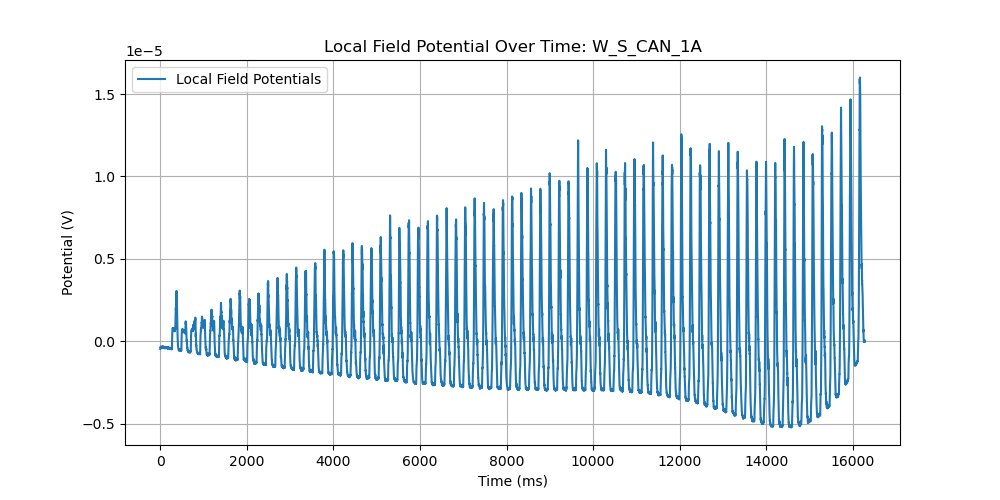 Local Field Potential Over Time: W_S_CAN_1A
1e−5
Local Field Potentials
1.5
1.0
0.5
0.0
−0.5
Potential (V)
0 2000 4000 6000 8000 10000 12000 14000 16000
Time (ms)